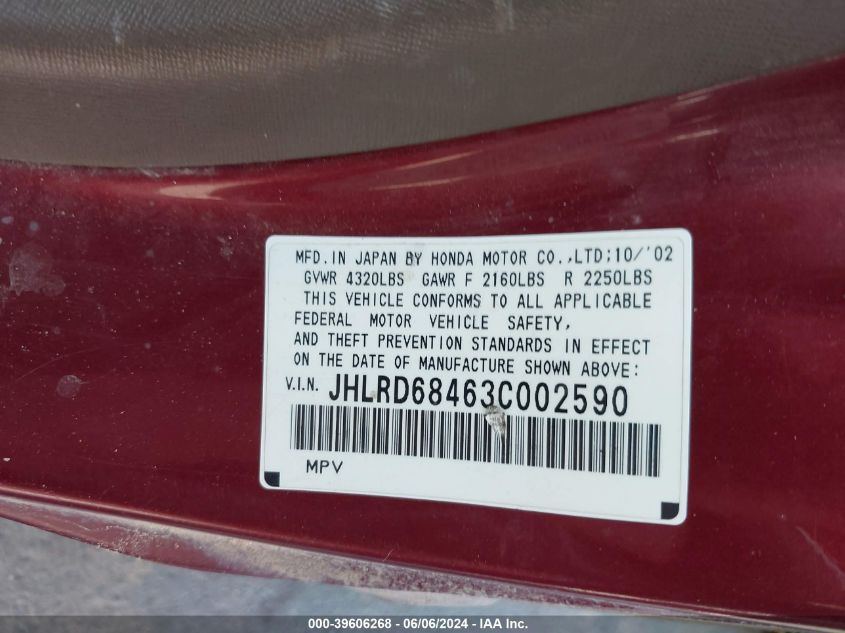 MFD.IN JAPAN BY HONDA MOTOR CO.,LTD;10/'02
GVWR 4320LBS GAWR F 2160LBS R 2250LBS
THIS VEHICLE CONFORMS TO ALL APPLICABLE
FEDERAL MOTOR VEHICLE SAFETY,
AND THEFT PREVENTION STANDARDS IN EFFECT
ON THE DATE OF MANUFACTURE SHOWN ABOVE:
V.I.N. JHLRD68463C002590
MPV
000-39606268 - 06/06/2024 - IAA Inc.